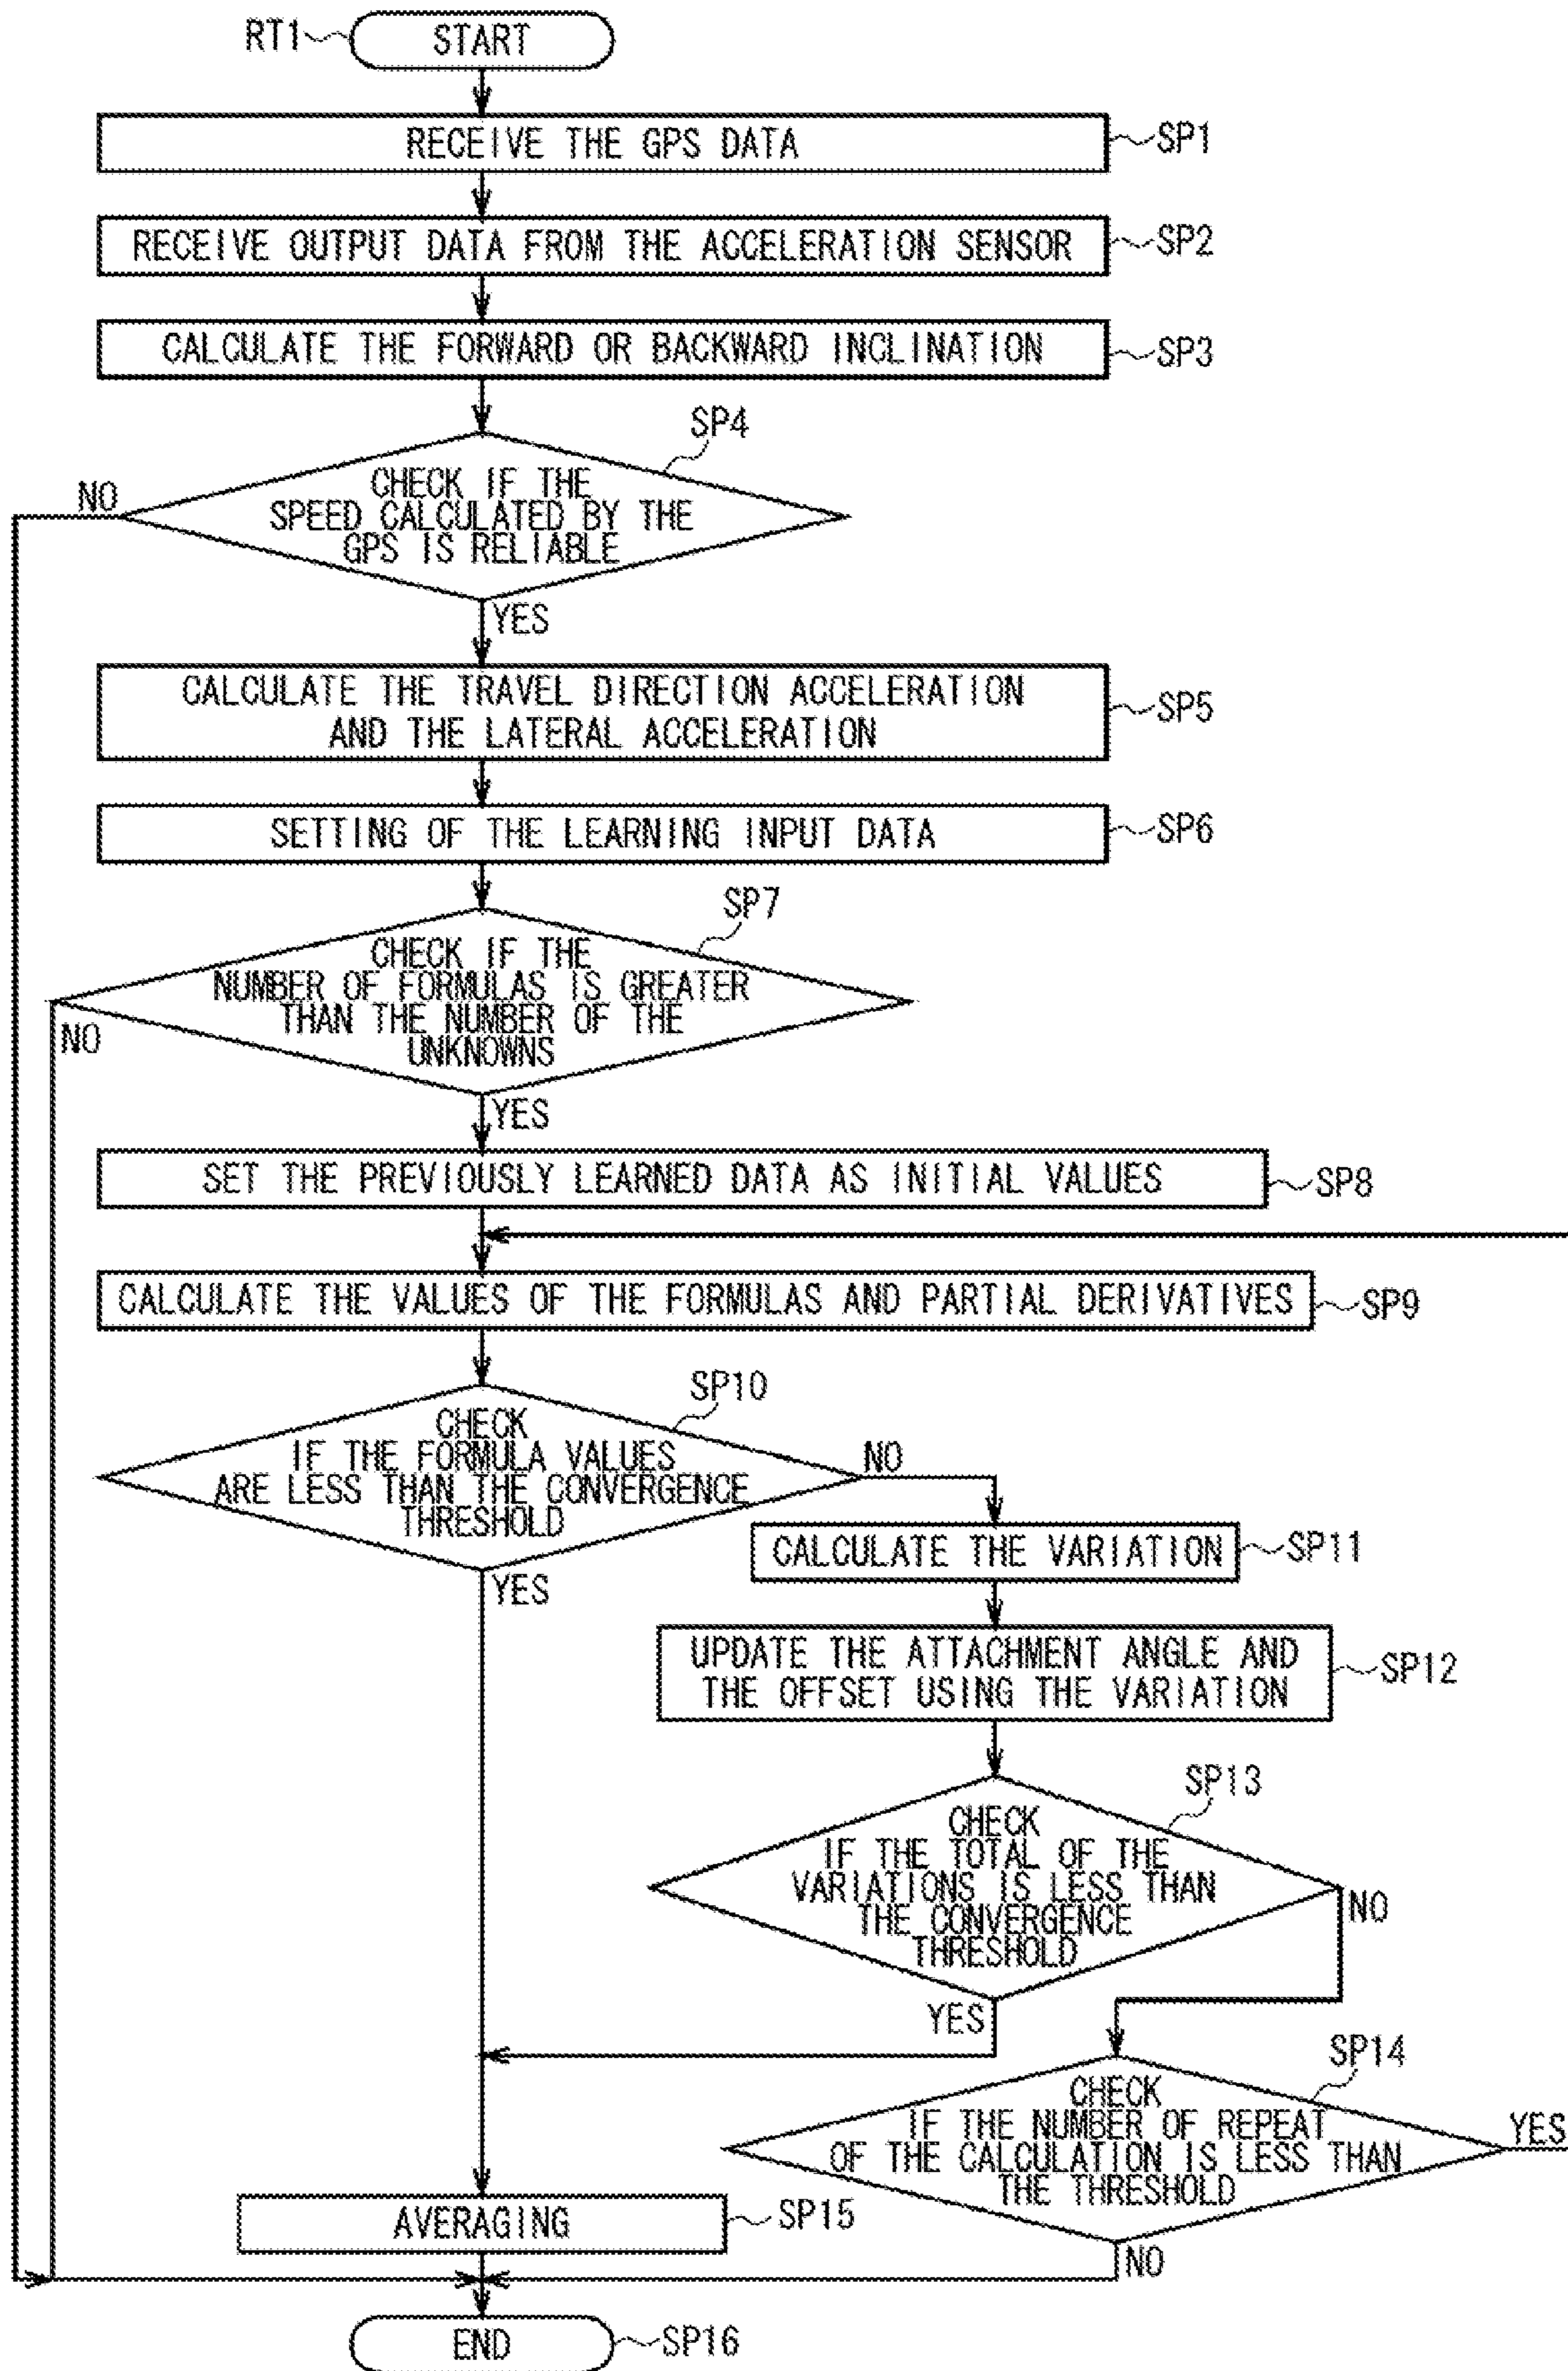 RT1
START
RECEIVE THE GPS DATA
SP1
RECEIVE OUTPUT DATA FROM THE ACCELERATION SENSOR
SP2
CALCULATE THE FORWARD OR BACKWARD INCLINATION
SP3
SP4
CHECK IF THE
SPEED CALCULATED BY THE
GPS IS RELIABLE
NO
YES
CALCULATE THE TRAVEL DIRECTION ACCELERATION
AND THE LATERAL ACCELERATION
SP5
SETTING OF THE LEARNING INPUT DATA
SP6
SP7
CHECK IF THE
NUMBER OF FORMULAS IS GREATER
THAN THE NUMBER OF THE
UNKNOWNS
NO
YES
SET THE PREVIOUSLY LEARNED DATA AS INITIAL VALUES
SP8
CALCULATE THE VALUES OF THE FORMULAS AND PARTIAL DERIVATIVES
SP9
SP10
CHECK
IF THE FORMULA VALUES
ARE LESS THAN THE CONVERGENCE
THRESHOLD
NO
YES
CALCULATE THE VARIATION
SP11
UPDATE THE ATTACHMENT ANGLE AND
THE OFFSET USING THE VARIATION
SP12
SP13
CHECK
IF THE TOTAL OF THE
VARIATIONS IS LESS THAN
THE CONVERGENCE
THRESHOLD
NO
YES
SP14
CHECK
IF THE NUMBER OF REPEAT
OF THE CALCULATION IS LESS THAN
THE THRESHOLD
YES
NO
AVERAGING
SP15
END
SP16